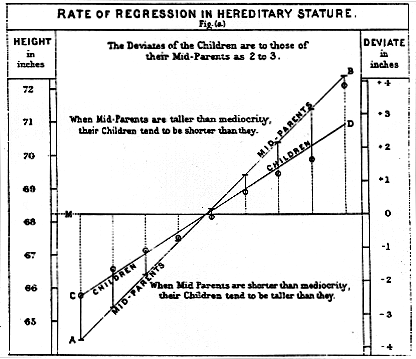 RATE OF REGRESSION IN HEREDITARY STATURE.
Fig. (a)
HEIGHT
in
inches
The Deviates of the Children are to those of
their Mid-Parents as 2 to 3.
DEVIATE
in
inches
When Mid-Parents are taller than mediocrity,
their Children tend to be shorter than they.
When Mid Parents are shorter than mediocrity,
their Children tend to be taller than they.
MID-PARENTS
CHILDREN
CHILDREN
MID-PARENTS
A
B
C
D
M
72
71
70
69
68
67
66
65
+4
+3
+2
+1
0
-1
-2
-3
-4